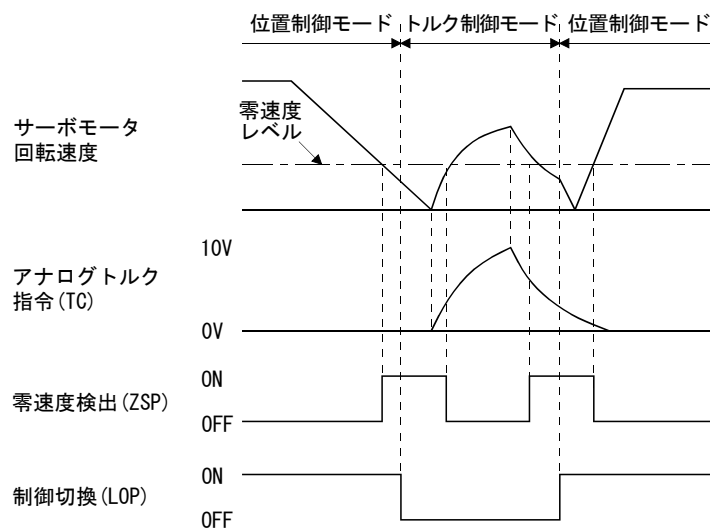 位置制御モード
トルク制御モード
位置制御モード
零速度
レベル
サーボモータ
回転速度
10V
アナログトルク
指令(TC)
0V
ON
零速度検出(ZSP)
OFF
ON
制御切換(LOP)
OFF